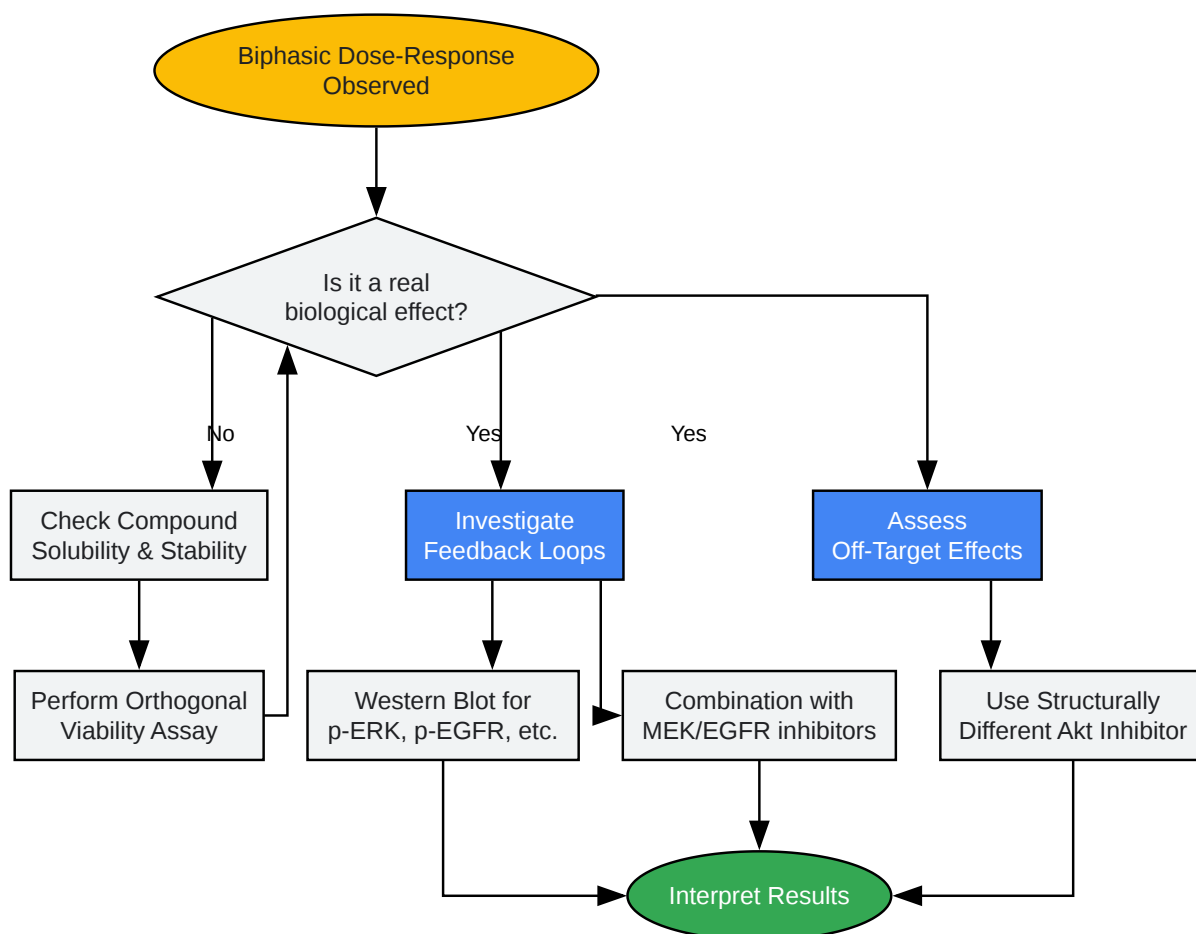 Biphasic Dose-Response
Observed
Is it a real
biological effect?
No
Yes
Yes
Check Compound
Solubility & Stability
Investigate
Feedback Loops
Assess
Off-Target Effects
Perform Orthogonal
Viability Assay
Western Blot for
p-ERK, p-EGFR, etc.
Combination with
MEK/EGFR inhibitors
Use Structurally
Different Akt Inhibitor
Interpret Results